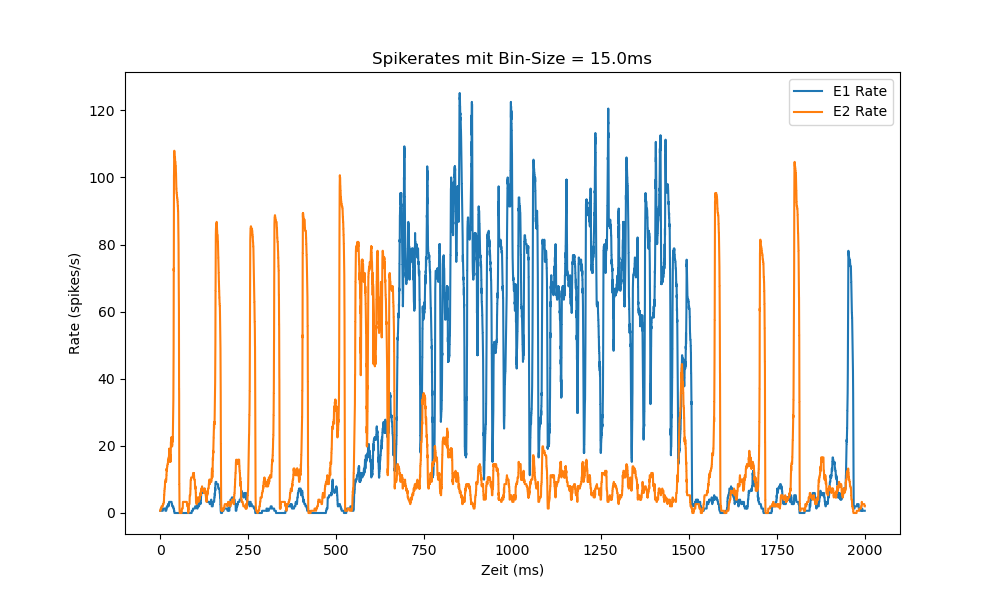 Spikerates mit Bin-Size = 15.0ms
E1 Rate
E2 Rate
Rate (spikes/s)
120
100
80
60
40
20
0
0 250 500 750 1000 1250 1500 1750 2000
Zeit (ms)